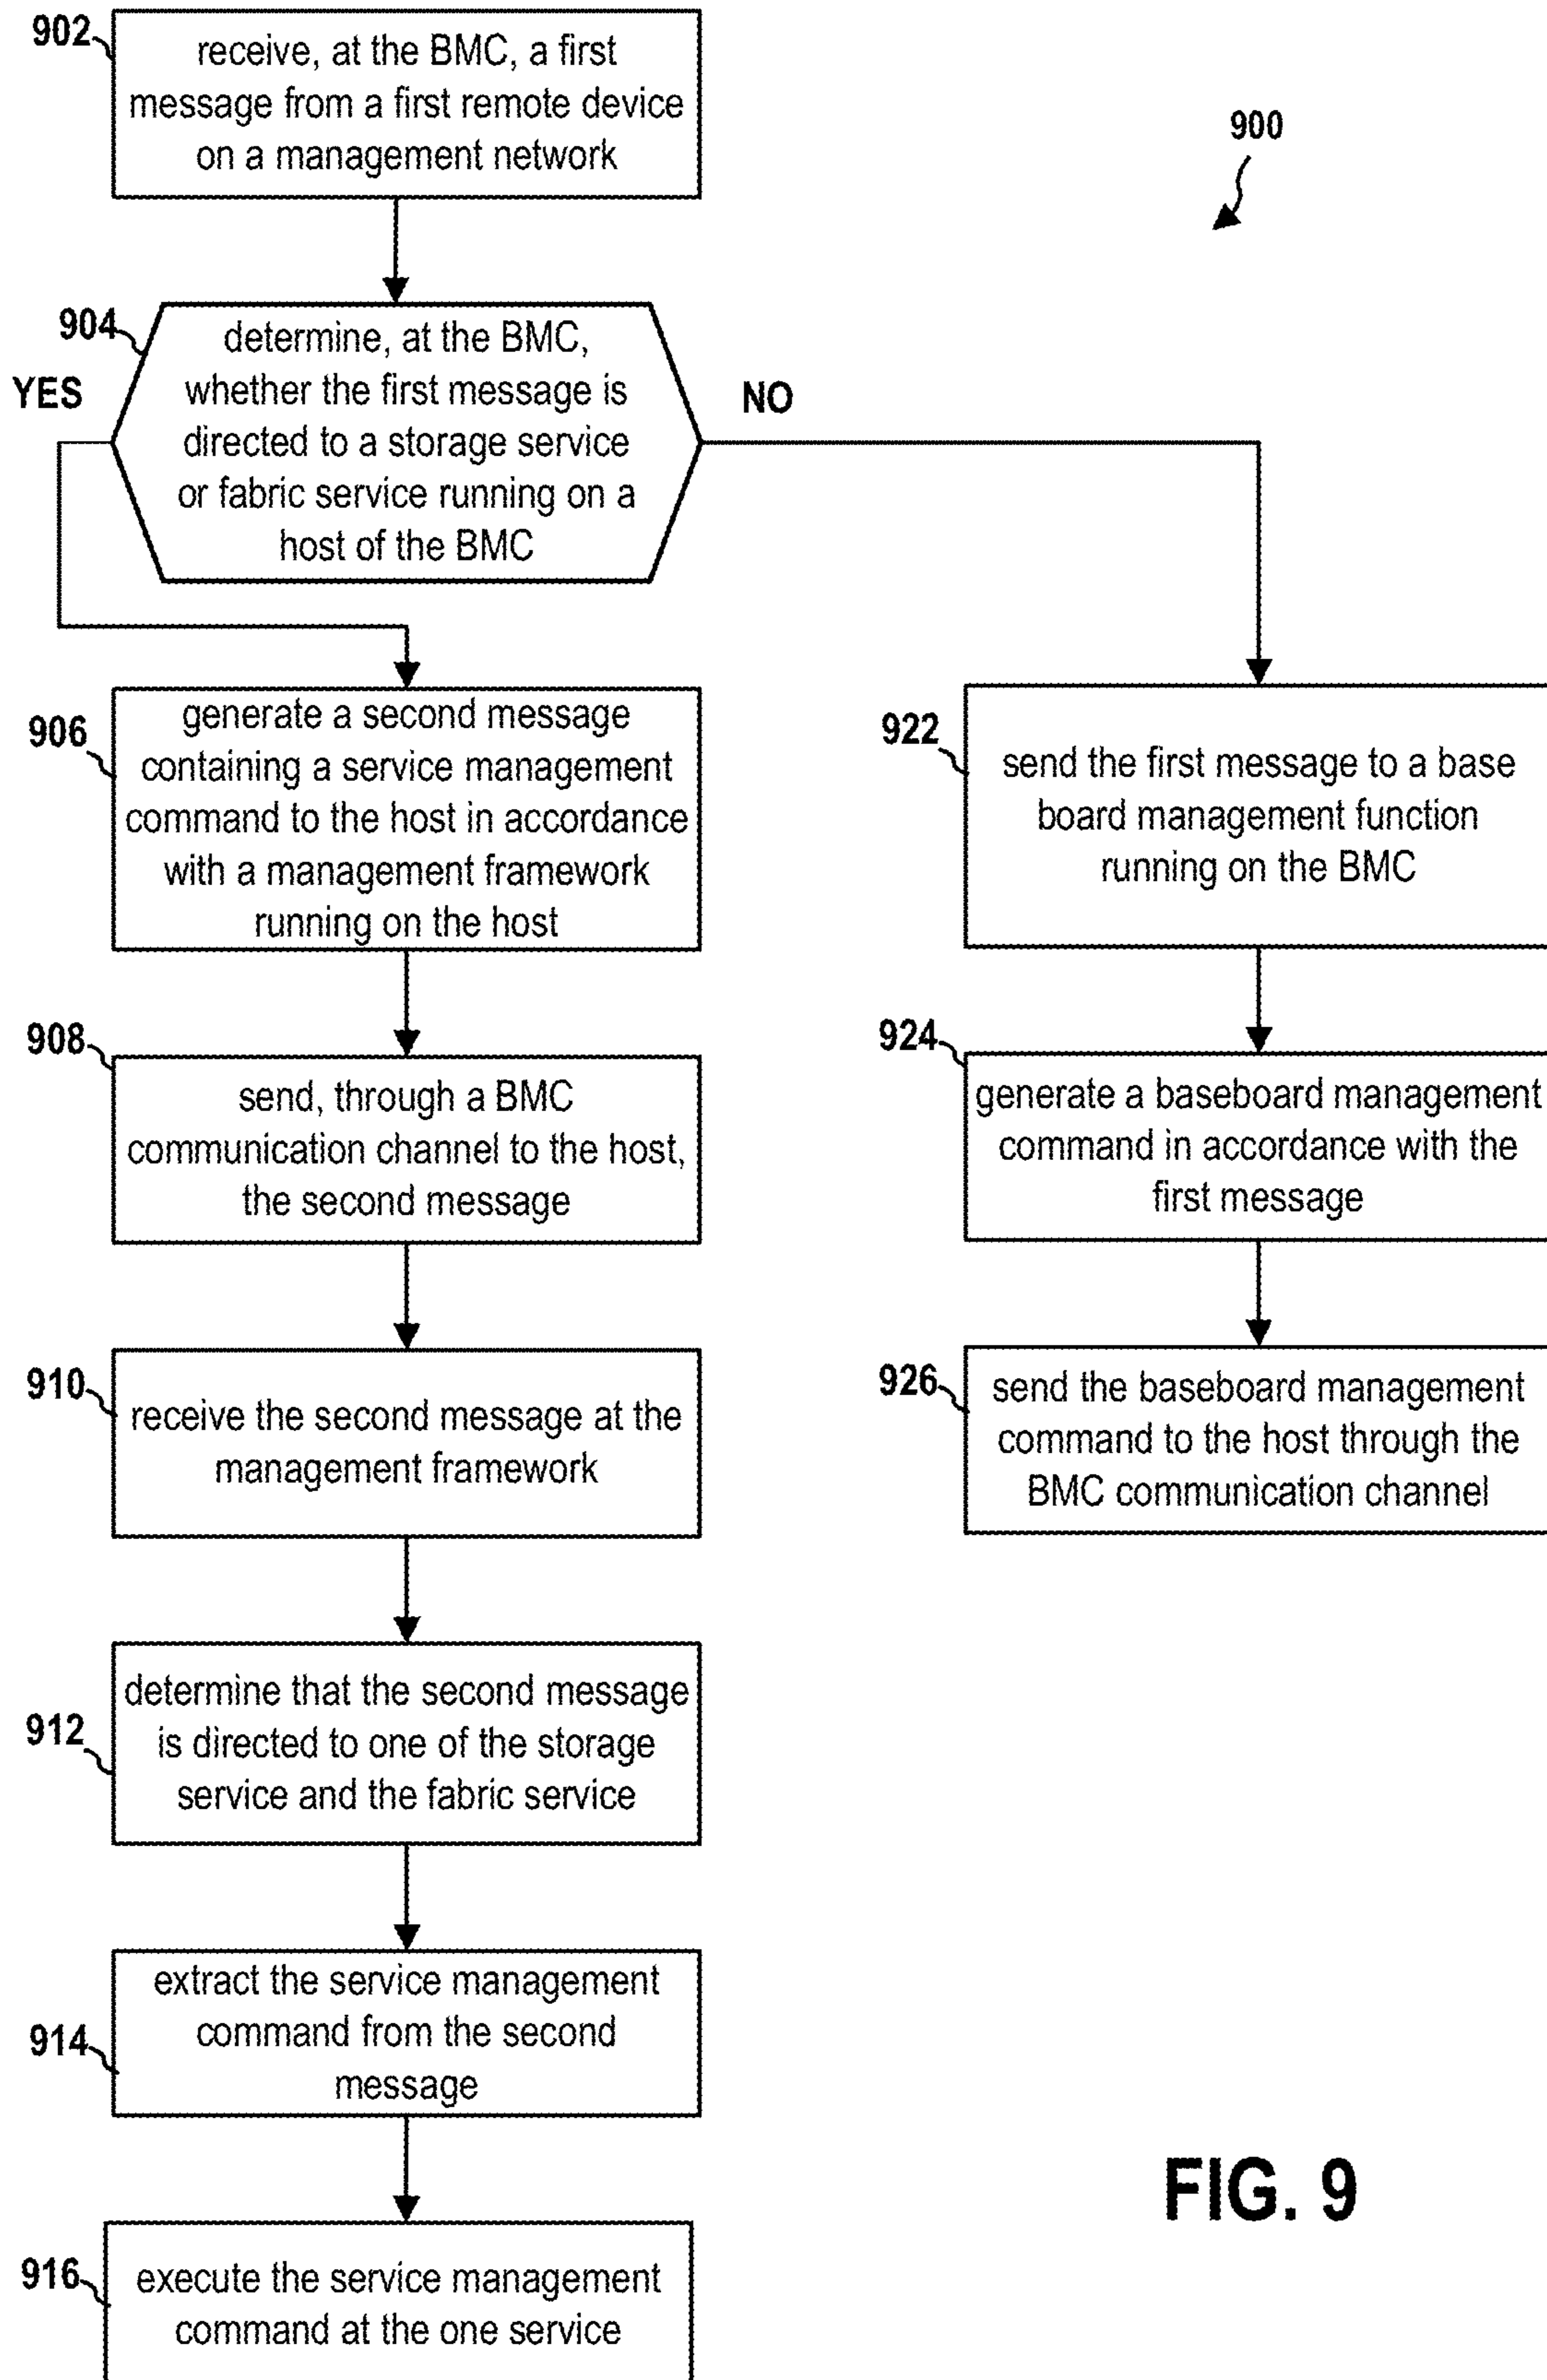 902
receive, at the BMC, a first
message from a first remote device
on a management network
900
904
determine, at the BMC,
whether the first message is
directed to a storage service
or fabric service running on a
host of the BMC
YES
NO
906
generate a second message
containing a service management
command to the host in accordance
with a management framework
running on the host
908
send, through a BMC
communication channel to the host,
the second message
910
receive the second message at the
management framework
912
determine that the second message
is directed to one of the storage
service and the fabric service
914
extract the service management
command from the second
message
916
execute the service management
command at the one service
922
send the first message to a base
board management function
running on the BMC
924
generate a baseboard management
command in accordance with the
first message
926
send the baseboard management
command to the host through the
BMC communication channel
FIG. 9